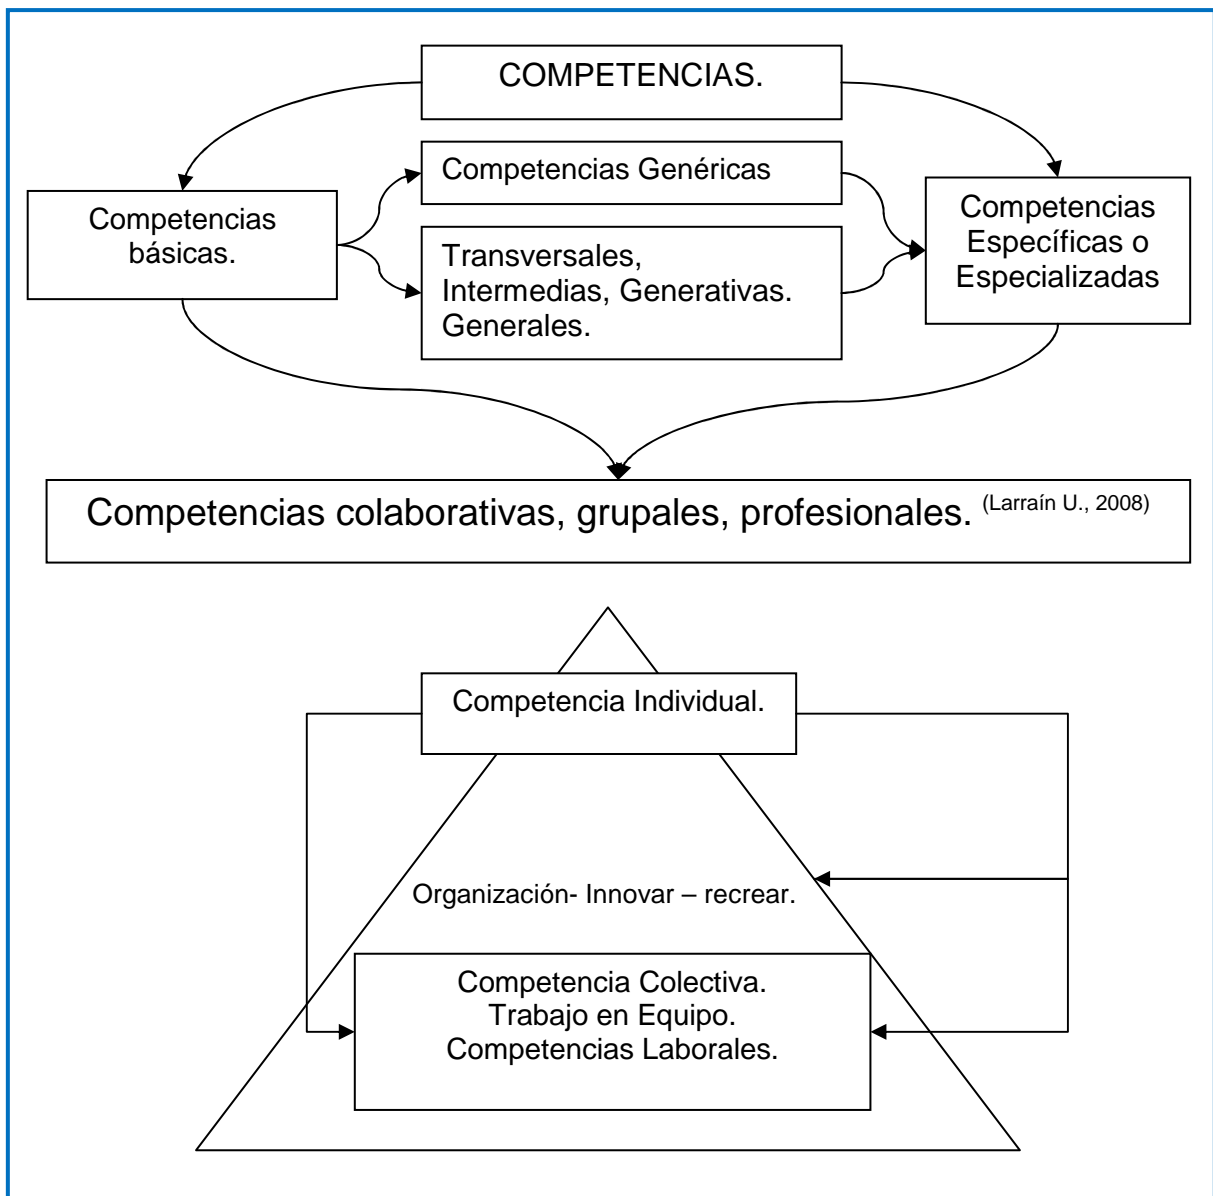 COMPETENCIAS.
Competencias Genéricas
Competencias
básicas.
Transversales,
Intermedias, Generativas.
Generales.
Competencias
Específicas o
Especializadas
Competencias colaborativas, grupales, profesionales. (Larraín U., 2008)
Competencia Individual.
Organización- Innovar – recrear.
Competencia Colectiva.
Trabajo en Equipo.
Competencias Laborales.